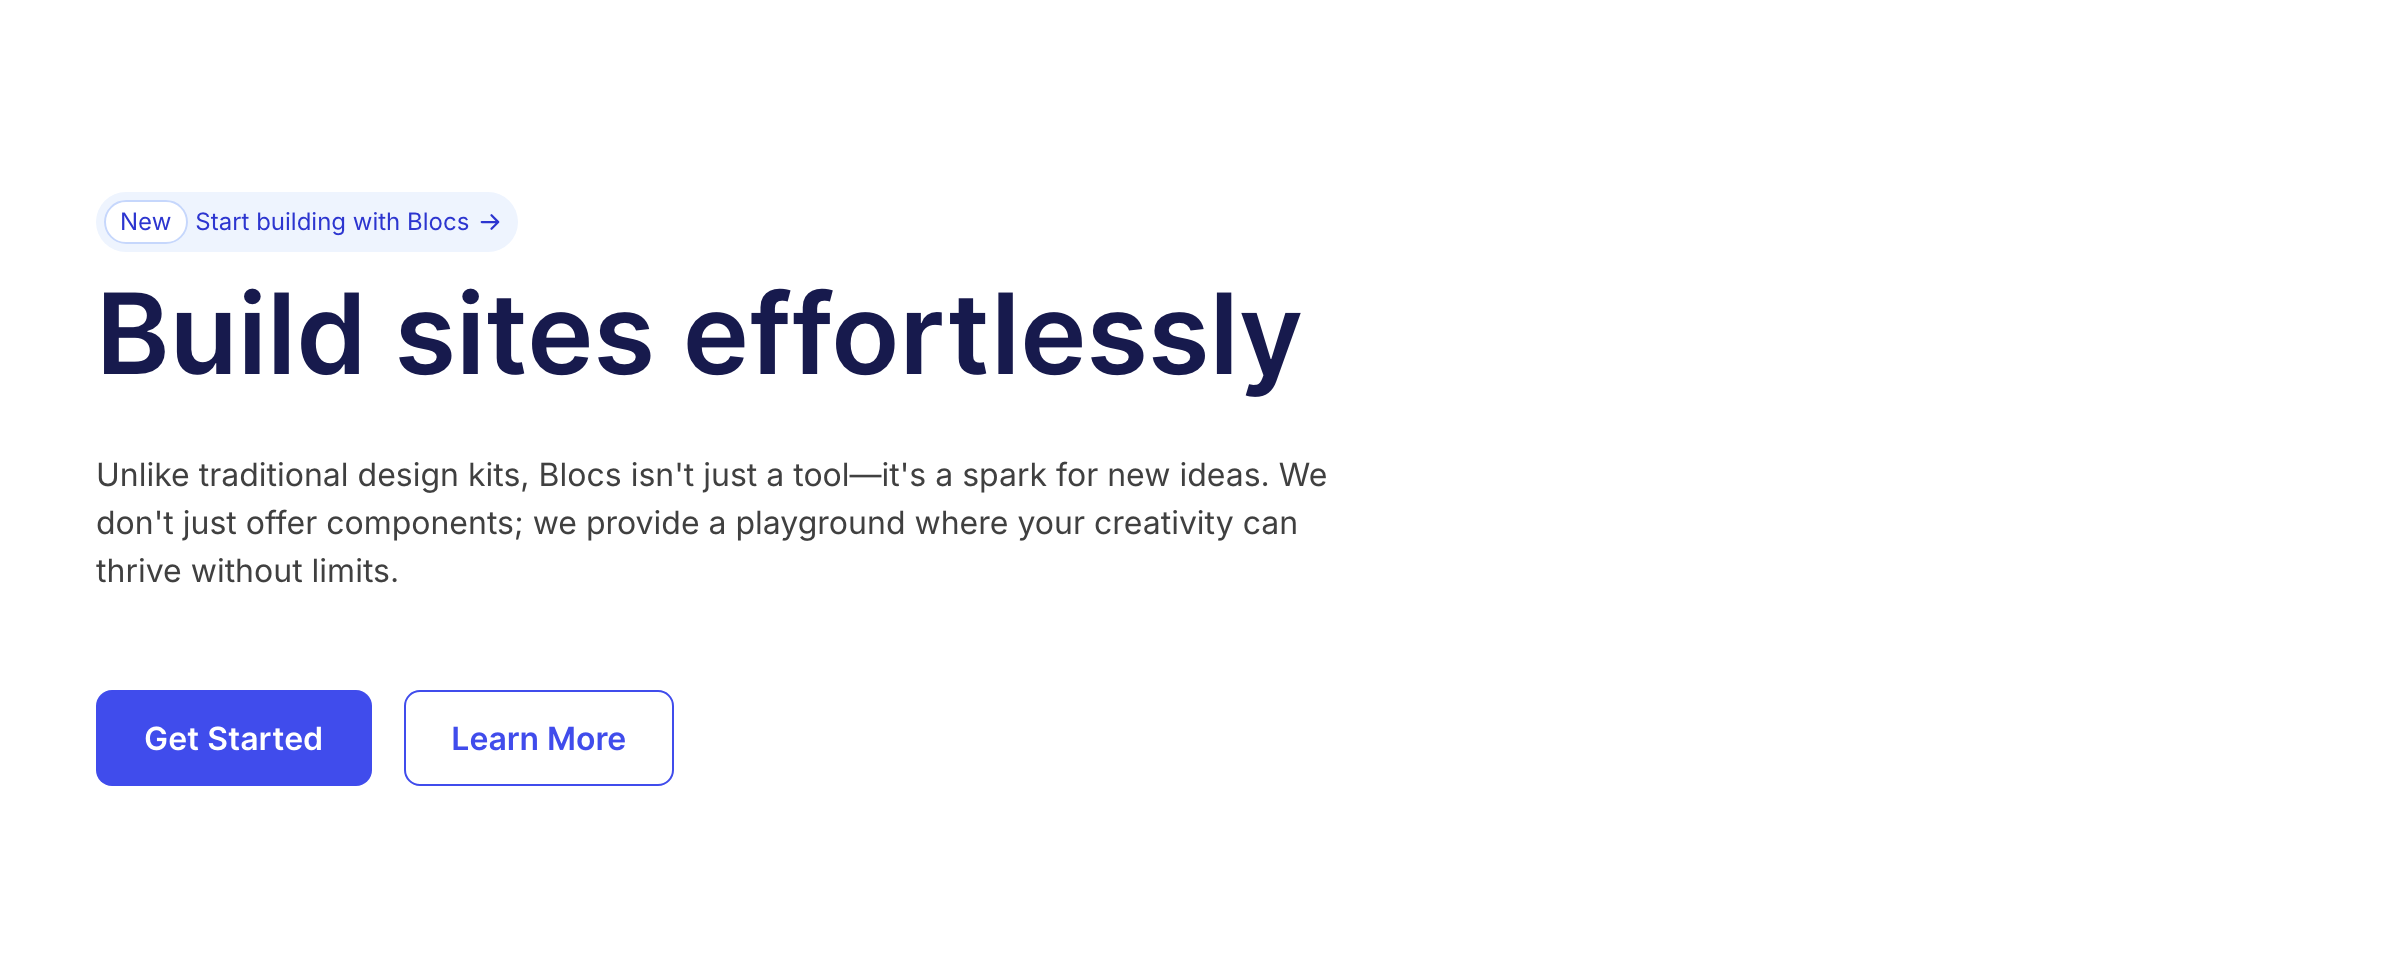 New Start building with Blocs →
Build sites effortlessly
Unlike traditional design kits, Blocs isn't just a tool—it's a spark for new ideas. We
don't just offer components; we provide a playground where your creativity can
thrive without limits.
Get Started Learn More